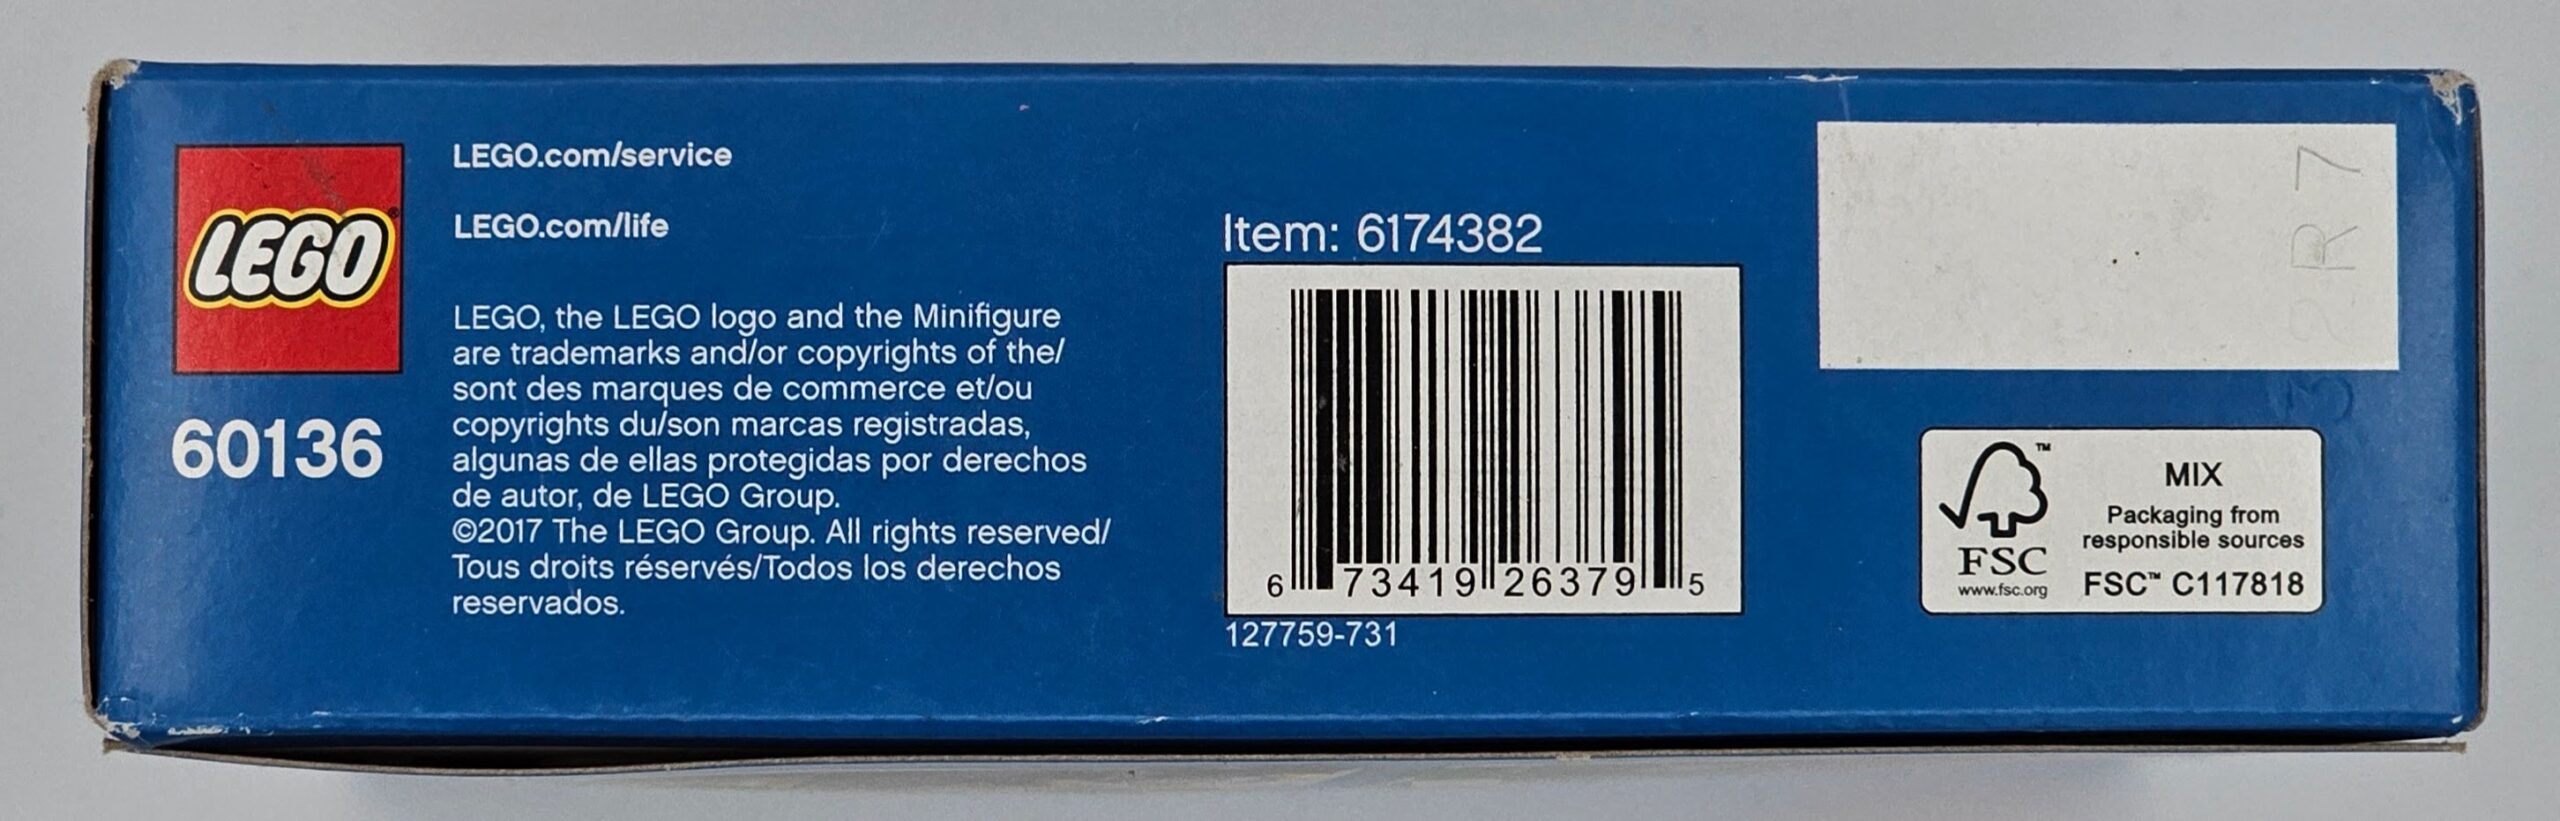 LEGO®
60136
LEGO.com/service
LEGO.com/life
LEGO, the LEGO logo and the Minifigure
are trademarks and/or copyrights of the/
sont des marques de commerce et/ou
copyrights du/son marcas registradas,
algunas de ellas protegidas por derechos
de autor, de LEGO Group.
©2017 The LEGO Group. All rights reserved/
Tous droits réservés/Todos los derechos
reservados.
Item: 6174382
6 73419 26379 5
127759-731
FSC
www.fsc.org
™
MIX
Packaging from
responsible sources
FSC™ C117818